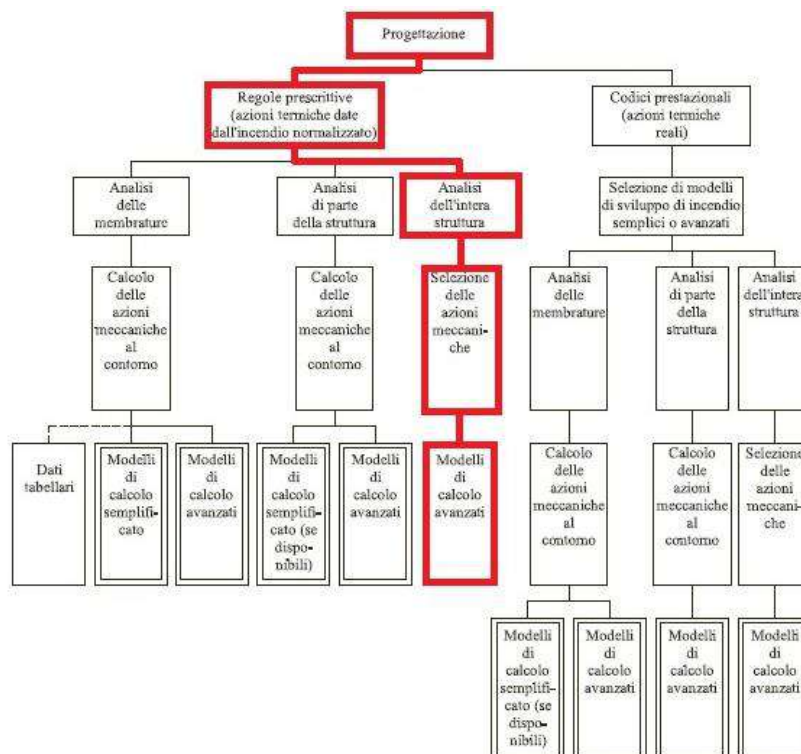 Progettazione
Regole prescrittive
(azioni termiche date
dall'incendio normalizzato)
Codici prestazionali
(azioni termiche
reali)
Analisi
delle
membrature
Analisi
di parte
della struttura
Analisi
dell'intera
struttura
Selezione di modelli
di sviluppo di incendio
semplici o avanzati
Calcolo
delle
azioni
meccaniche
al
contorno
Calcolo
delle
azioni
meccaniche
al
contorno
Selezione
delle
azioni
meccani-
che
Analisi
delle
membrature
Analisi
di parte
della
struttura
Analisi
dell'intera
struttura
Dati
tabellari
Modelli
di
calcolo
semplificato
Modelli
di
calcolo
avanzati
Modelli
di
calcolo
semplifi-
cato (se
dispo-
nibili)
Modelli
di
calcolo
avanzati
Modelli
di
calcolo
avanzati
Calcolo
delle
azioni
meccaniche
al
contorno
Calcolo
delle
azioni
meccaniche
al
contorno
Selezione
delle
azioni
meccani-
che
Modelli
di
calcolo
semplifi-
cato (se
dispo-
nibili)
Modelli
di
calcolo
avanzati
Modelli
di
calcolo
avanzati
Modelli
di
calcolo
avanzati